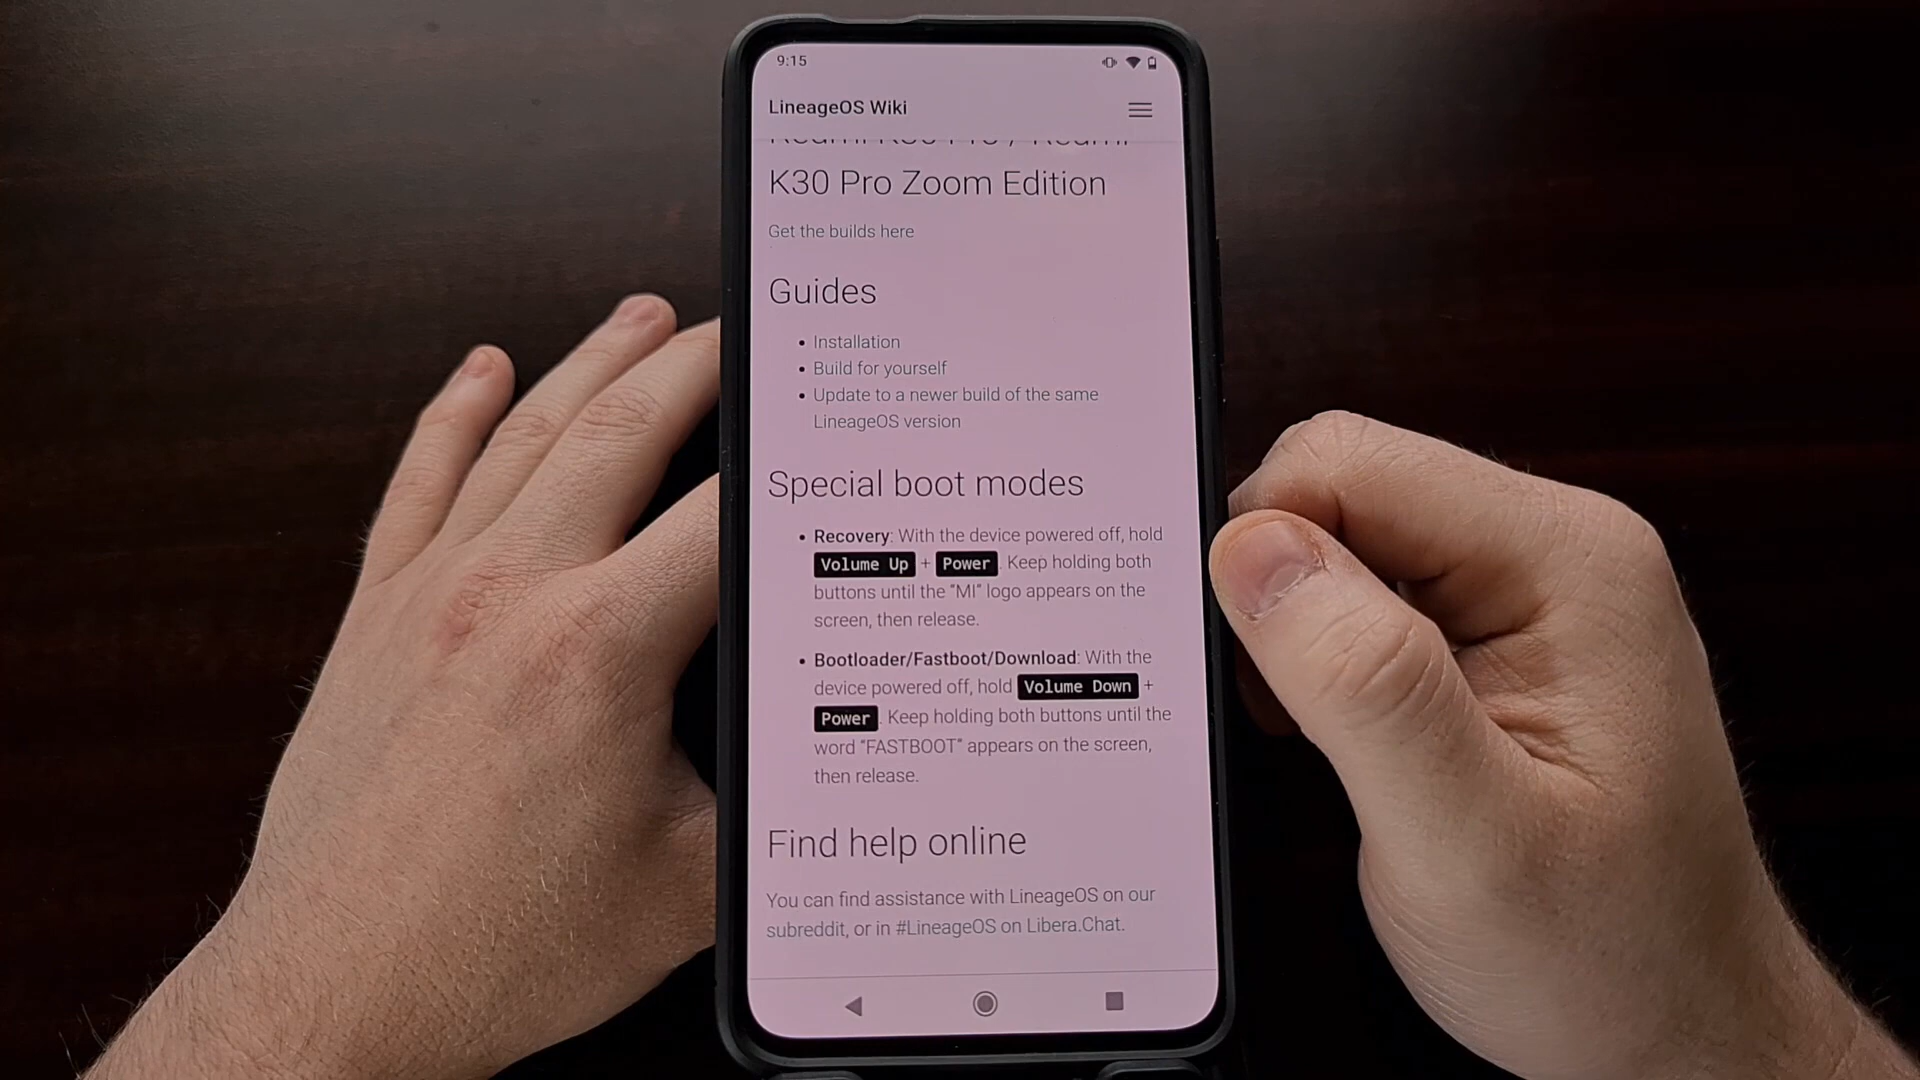 9:15
LineageOS Wiki
K30 Pro Zoom Edition
Get the builds here
Guides
• Installation
• Build for yourself
• Update to a newer build of the same
LineageOS version
Special boot modes
• Recovery: With the device powered off, hold
Volume Up + Power. Keep holding both
buttons until the “MI” logo appears on the
screen, then release.
• Bootloader/Fastboot/Download: With the
device powered off, hold Volume Down +
Power. Keep holding both buttons until the
word “FASTBOOT” appears on the screen,
then release.
Find help online
You can find assistance with LineageOS on our
subreddit, or in #LineageOS on Libera.Chat.